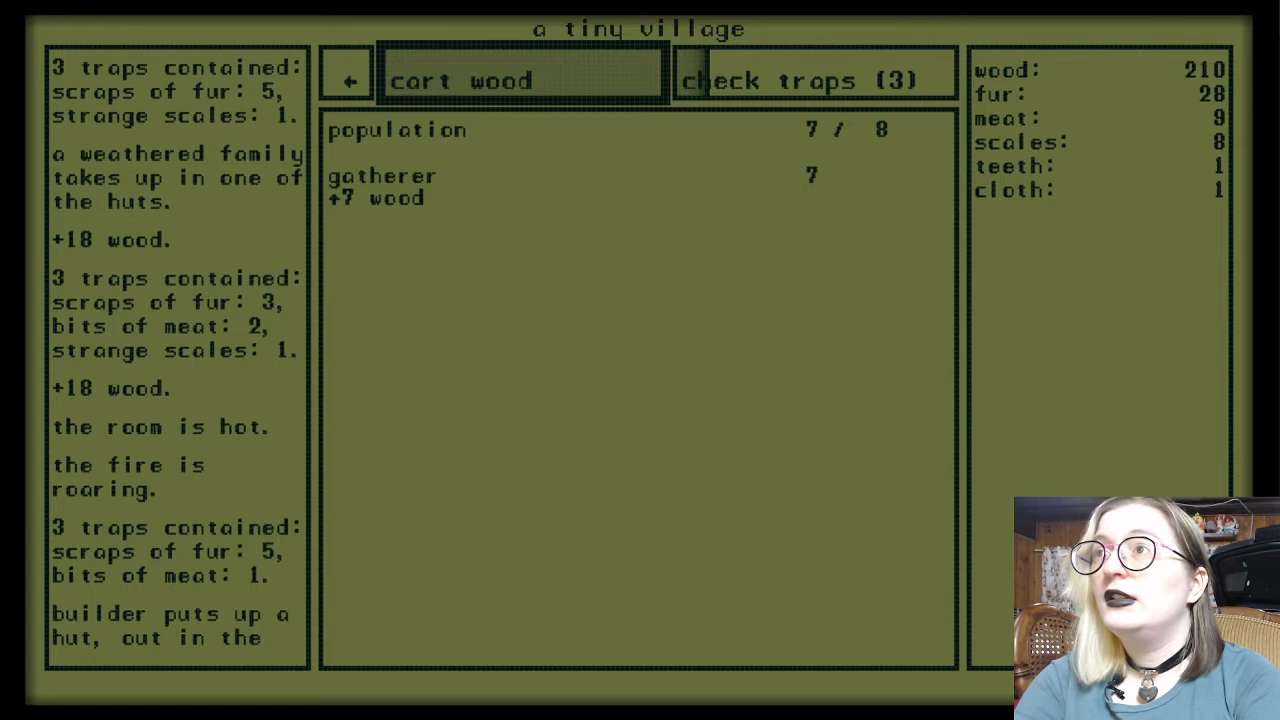 a tiny village
3 traps contained:
scraps of fur: 5,
strange scales: 1.
a weathered family
takes up in one of
the huts.
+18 wood.
3 traps contained:
scraps of fur: 3,
bits of meat: 2,
strange scales: 1.
+18 wood.
the room is hot.
the fire is
roaring.
3 traps contained:
scraps of fur: 5,
bits of meat: 1.
builder puts up a
hut, out in the
←
cart wood
check traps (3)
population 7 / 8
gatherer 7
+7 wood
wood: 210
fur: 28
meat: 9
scales: 8
teeth: 1
cloth: 1